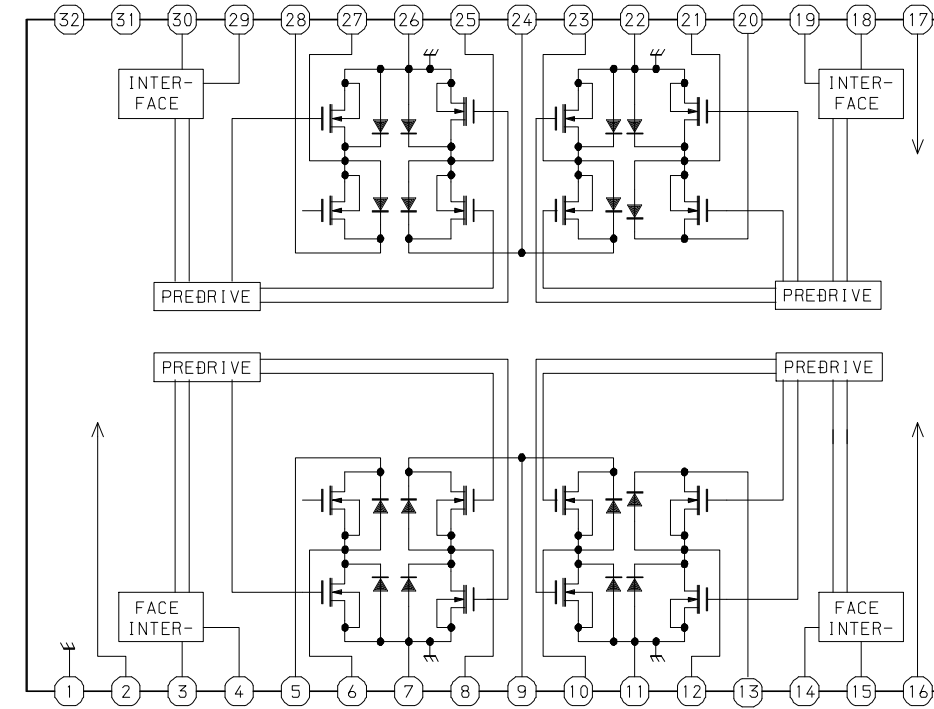 32 31 30 29 28 27 26 25 24 23 22 21 20 19 18 17
INTER-
FACE
INTER-
FACE
PREDRIVE
PREDRIVE
PREDRIVE
PREDRIVE
FACE
INTER-
FACE
INTER-
1 2 3 4 5 6 7 8 9 10 11 12 13 14 15 16